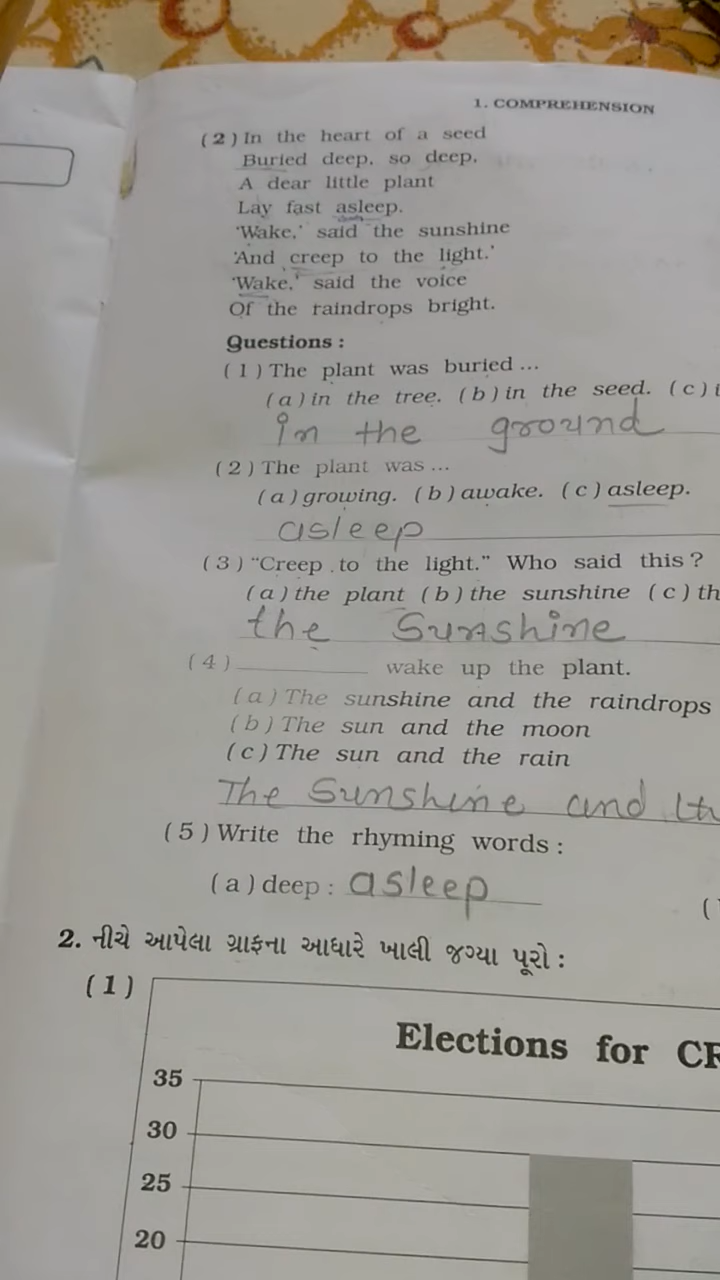 1. COMPREHENSION
(2) In the heart of a seed
Buried deep, so deep,
A dear little plant
Lay fast asleep.
'Wake,' said the sunshine
'And creep to the light.'
'Wake,' said the voice
Of the raindrops bright.
Questions :
(1) The plant was buried ...
(a) in the tree. (b) in the seed. (c)
in the ground
(2) The plant was ...
(a) growing. (b) awake. (c) asleep.
asleep
(3) "Creep to the light." Who said this ?
(a) the plant (b) the sunshine (c) th
the Sunshine
(4) __________ wake up the plant.
(a) The sunshine and the raindrops
(b) The sun and the moon
(c) The sun and the rain
The Sunshine and
(5) Write the rhyming words :
(a) deep : asleep
(
2. નીચે આપેલા ગ્રાફના આધારે ખાલી જગ્યા પૂરો :
(1)
Elections for CR
35
30
25
20